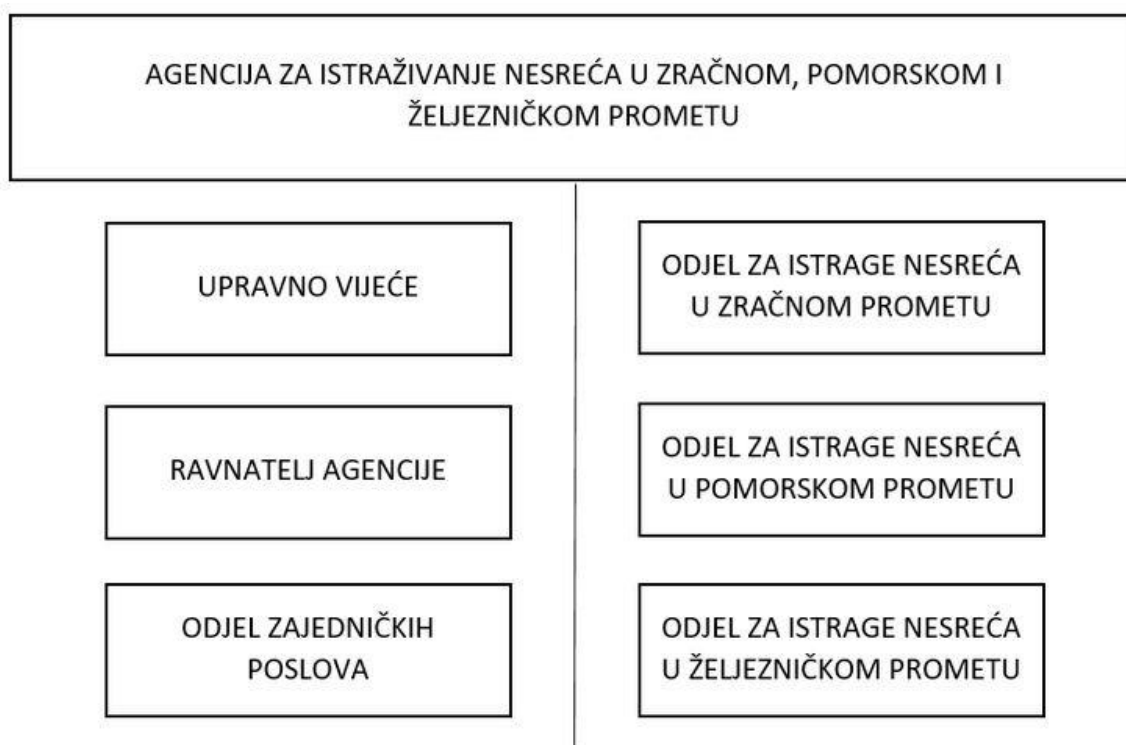 AGENCIJA ZA ISTRAŽIVANJE NESREĆA U ZRAČNOM, POMORSKOM I
ŽELJEZNIČKOM PROMETU
UPRAVNO VIJEĆE
RAVNATELJ AGENCIJE
ODJEL ZAJEDNIČKIH
POSLOVA
ODJEL ZA ISTRAGE NESREĆA
U ZRAČNOM PROMETU
ODJEL ZA ISTRAGE NESREĆA
U POMORSKOM PROMETU
ODJEL ZA ISTRAGE NESREĆA
U ŽELJEZNIČKOM PROMETU